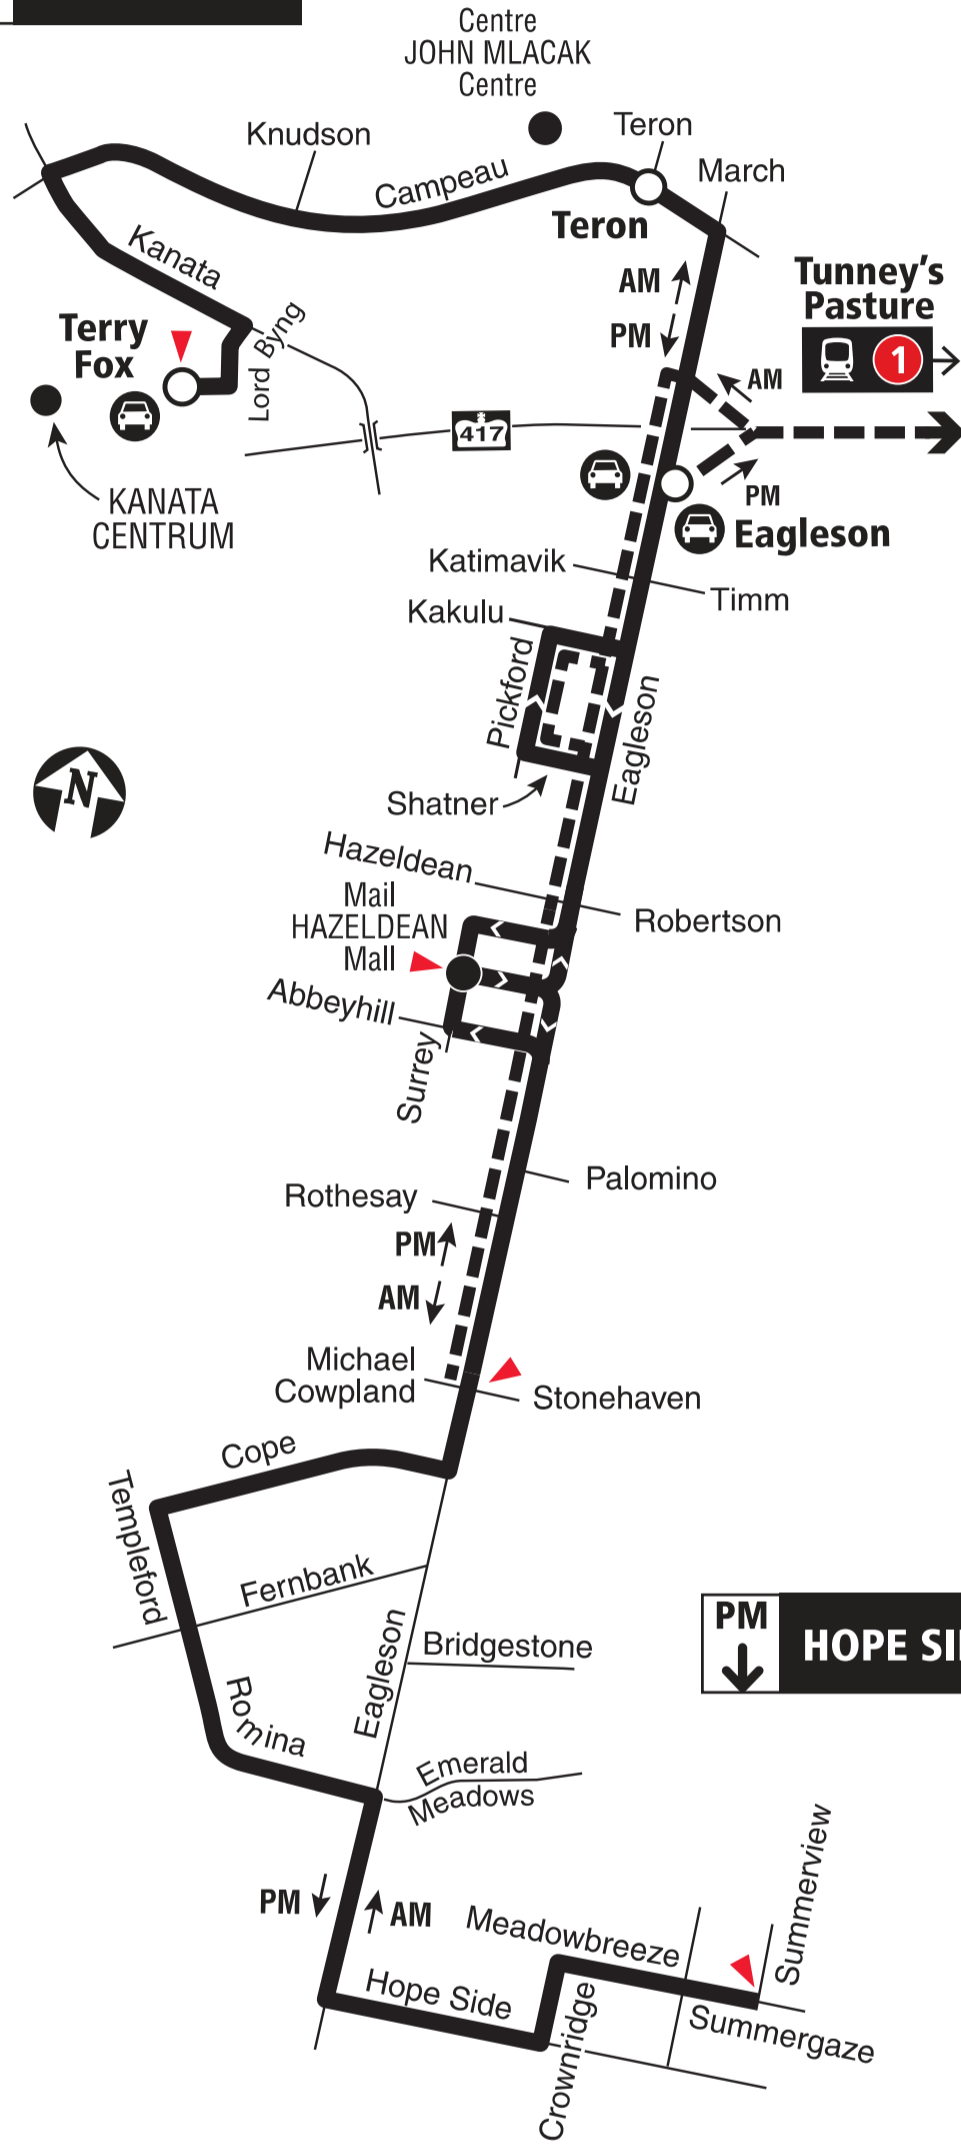 Centre
JOHN MLACAK
Centre
Knudson
Teron
Campeau
March
Teron
Kanata
AM
PM
Tunney's
Pasture
1
Terry
Fox
Lord Byng
AM
417
PM
Eagleson
KANATA
CENTRUM
Katimavik
Timm
Kakulu
Pickford
Eagleson
N
Shatner
Hazeldean
Mail
HAZELDEAN
Mall
Robertson
Abbeyhill
Surrey
Palomino
Rothesay
PM
AM
Michael
Cowpland
Stonehaven
Cope
Templeford
Fernbank
Eagleson
Bridgestone
PM
HOPE SI
Romina
Emerald
Meadows
PM
AM
Meadowbreeze
Summerview
Hope Side
Crownridge
Summergaze